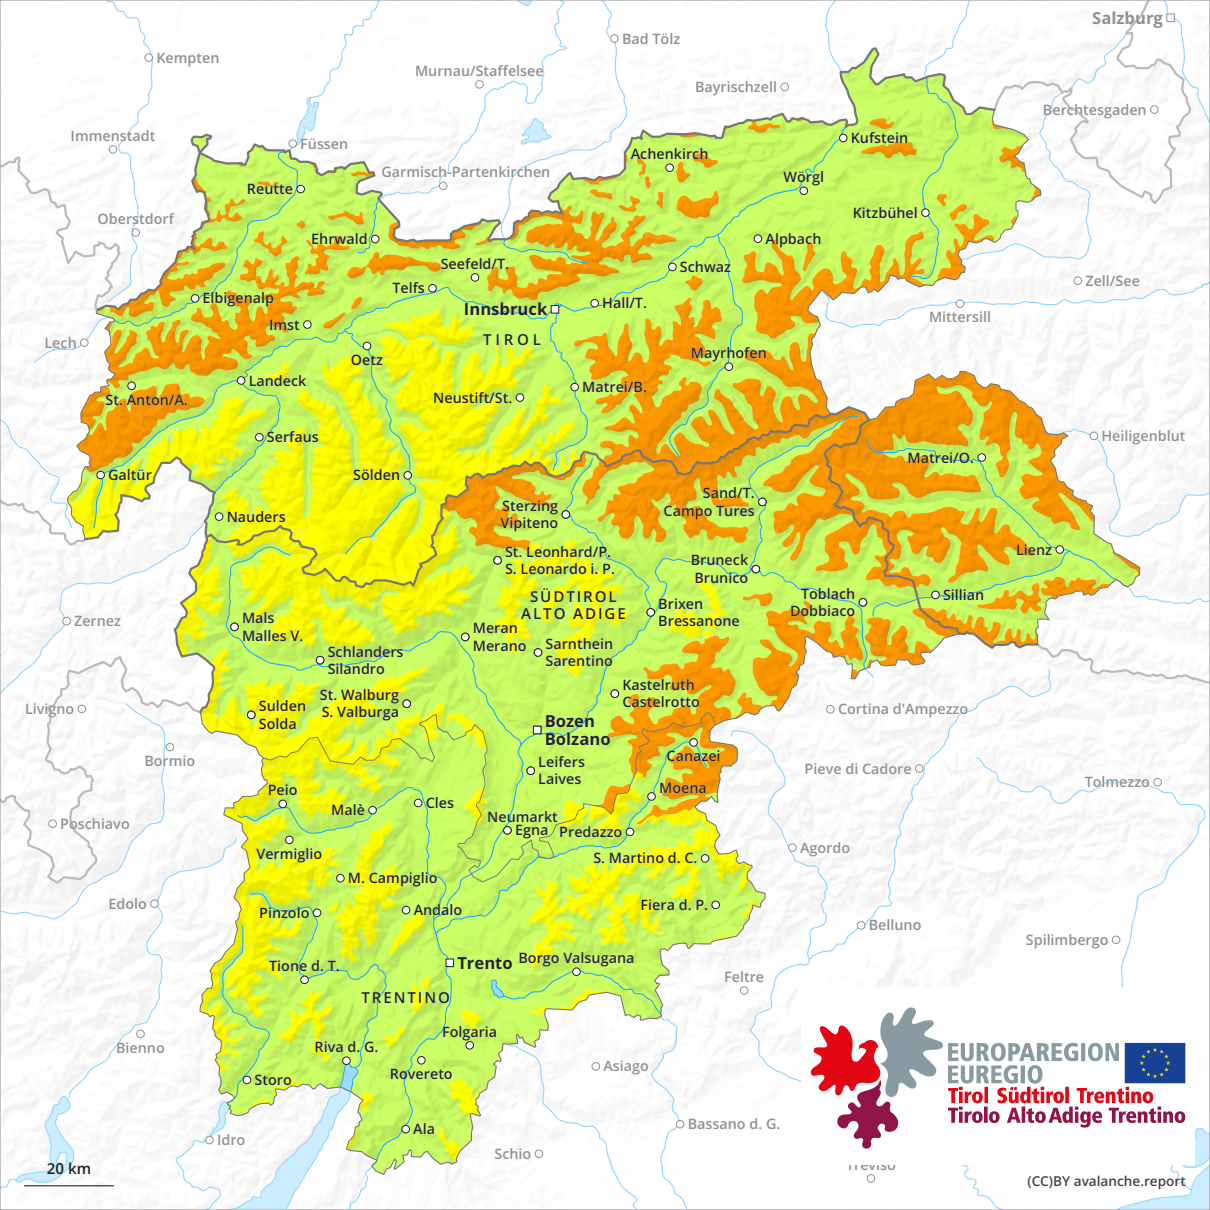 Salzburg
Bad Tölz
Kempten
Murnau/Staffelsee
Bayrischzell
Berchtesgaden
Immenstadt
Füssen
Kufstein
Achenkirch
Garmisch-Partenkirchen
Wörgl
Reutte
Oberstdorf
Kitzbühel
Ehrwald
Alpbach
Seefeld/T.
Schwaz
Zell/See
Telfs
Elbigenalp
Hall/T.
Innsbruck
Mittersill
Imst
TIROL
Lech
Oetz
Mayrhofen
Landeck
Matrei/B.
St. Anton/A.
Neustift/St.
Serfaus
Heiligenblut
Matrei/O.
Galtür
Sölden
Sand/T.
Campo Tures
Sterzing
Vipiteno
Nauders
Lienz
St. Leonhard/P.
S. Leonardo i. P.
Bruneck
Brunico
SÜDTIROL
ALTO ADIGE
Toblach
Dobbiaco
Sillian
Brixen
Bressanone
Zernez
Mals
Malles V.
Meran
Merano
Sarnthein
Sarentino
Schlanders
Silandro
Kastelruth
Castelrotto
St. Walburg
S. Valburga
Sulden
Solda
Livigno
Cortina d'Ampezzo
Bozen
Bolzano
Bormio
Canazei
Leifers
Laives
Pieve di Cadore
Tolmezzo
Peio
Moena
Malè
Cles
Neumarkt
Egna
Predazzo
Poschiavo
Vermiglio
S. Martino d. C.
Agordo
M. Campiglio
Edolo
Pinzolo
Andalo
Fiera d. P.
Belluno
Spilimbergo
Trento
Borgo Valsugana
Tione d. T.
Feltre
TRENTINO
Folgaria
Bienno
Riva d. G.
Rovereto
Asiago
Storo
EUROPAREGION
EUREGIO
Tirol Südtirol Trentino
Tirolo Alto Adige Trentino
Ala
Bassano d. G.
Idro
Schio
Treviso
20 km
(CC)BY avalanche.report